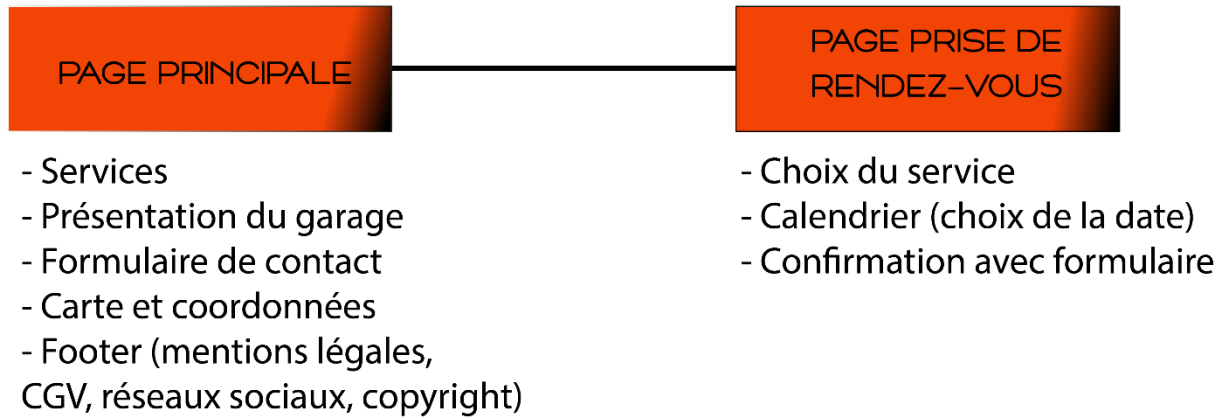 PAGE PRINCIPALE
- Services
- Présentation du garage
- Formulaire de contact
- Carte et coordonnées
- Footer (mentions légales,
CGV, réseaux sociaux, copyright)
PAGE PRISE DE
RENDEZ-VOUS
- Choix du service
- Calendrier (choix de la date)
- Confirmation avec formulaire